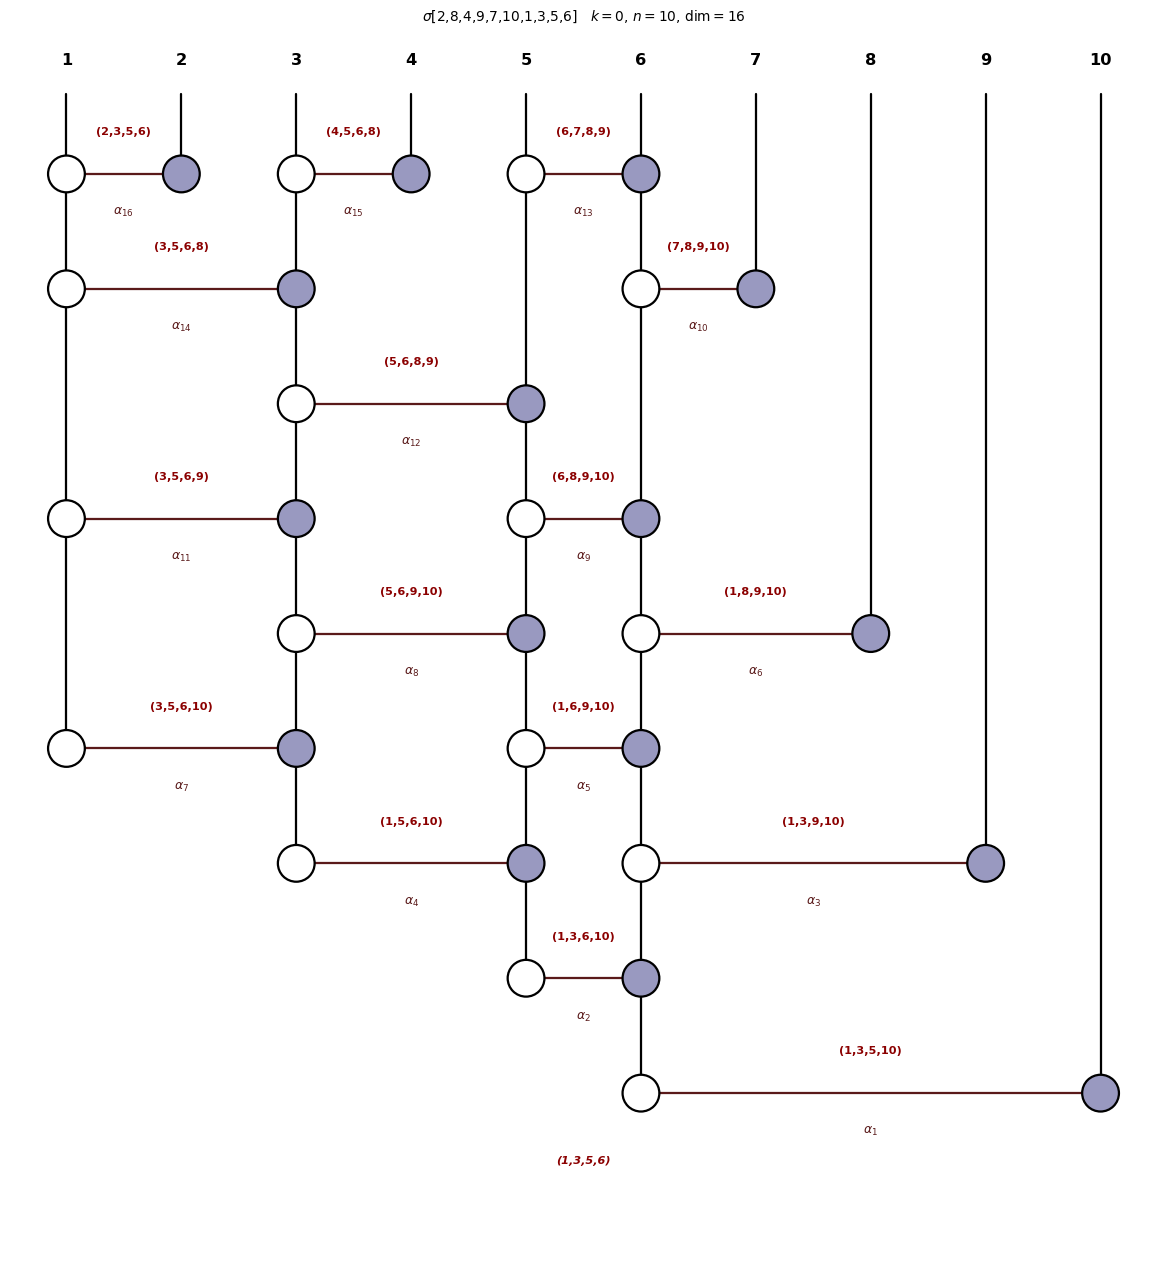 σ[2,8,4,9,7,10,1,3,5,6]   k = 0, n = 10, dim = 16
1 2 3 4 5 6 7 8 9 10
(2,3,5,6) (4,5,6,8) (6,7,8,9)
α₁₆ α₁₅ α₁₃
(3,5,6,8) (7,8,9,10)
α₁₄ α₁₀
(5,6,8,9)
α₁₂
(3,5,6,9) (6,8,9,10)
α₁₁ α₉
(5,6,9,10) (1,8,9,10)
α₈ α₆
(3,5,6,10) (1,6,9,10)
α₇ α₅
(1,5,6,10) (1,3,9,10)
α₄ α₃
(1,3,6,10)
α₂
(1,3,5,10)
α₁
(1,3,5,6)